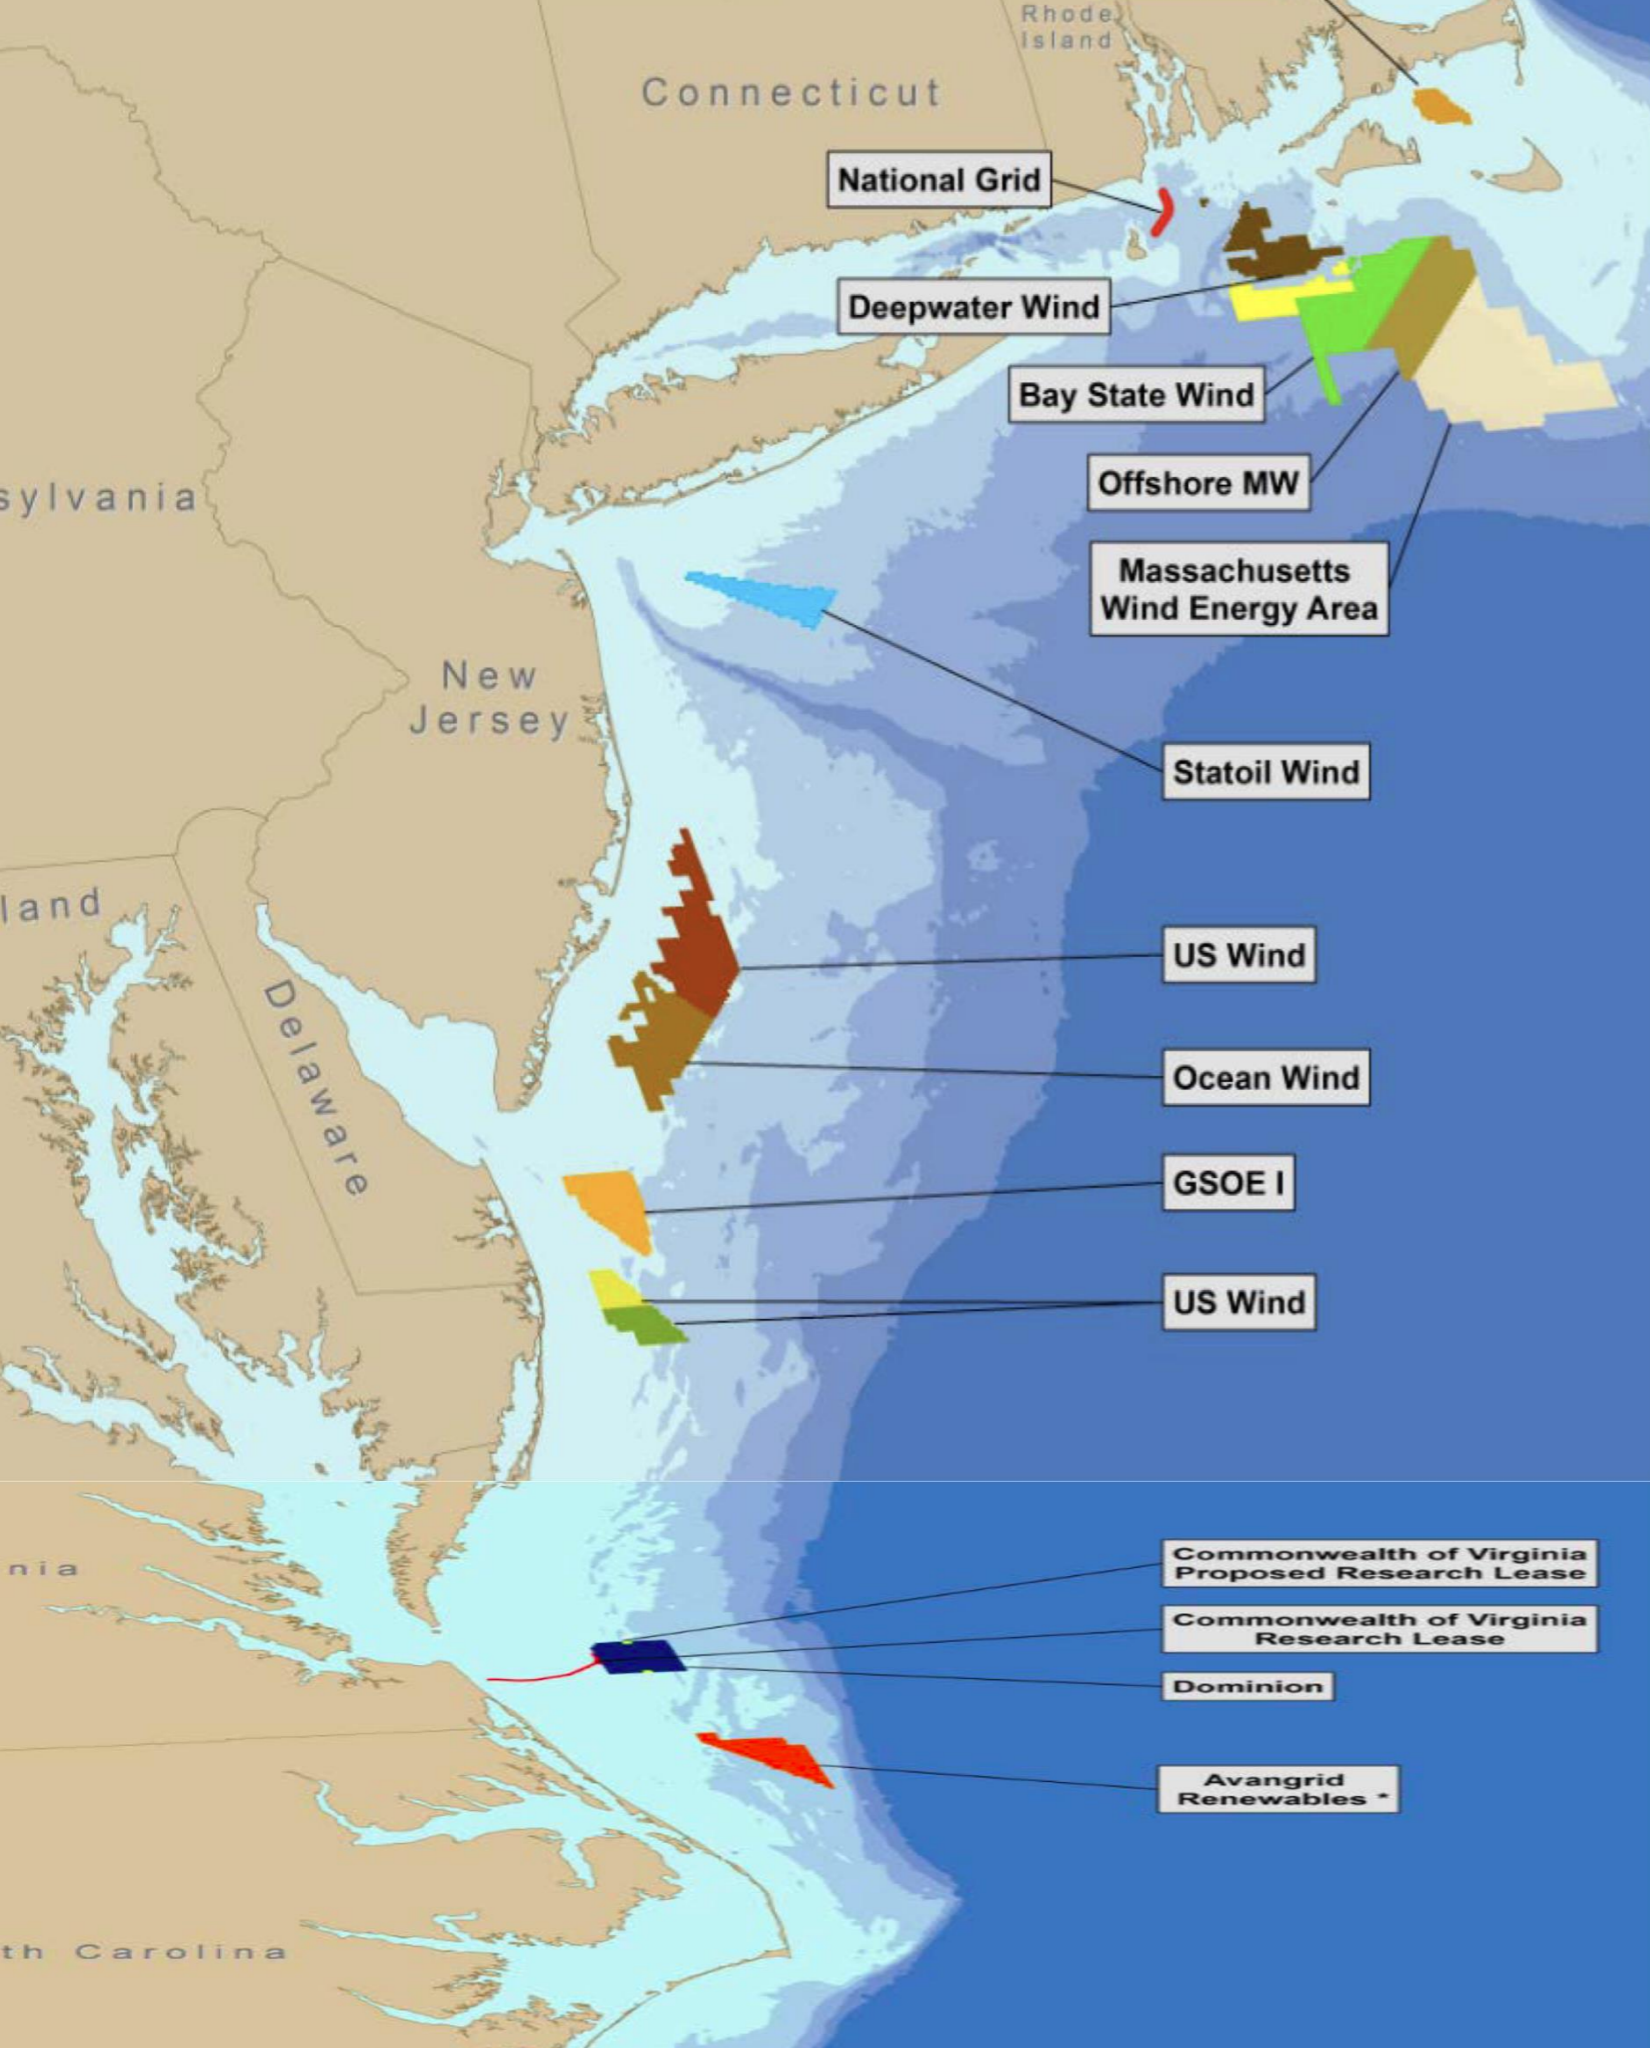 Rhode
Island
Connecticut
National Grid
Deepwater Wind
Bay State Wind
Offshore MW
sylvania
Massachusetts
Wind Energy Area
New
Jersey
Statoil Wind
land
US Wind
Delaware
Ocean Wind
GSOE I
US Wind
Commonwealth of Virginia
Proposed Research Lease
nia
Commonwealth of Virginia
Research Lease
Dominion
Avangrid
Renewables *
th Carolina